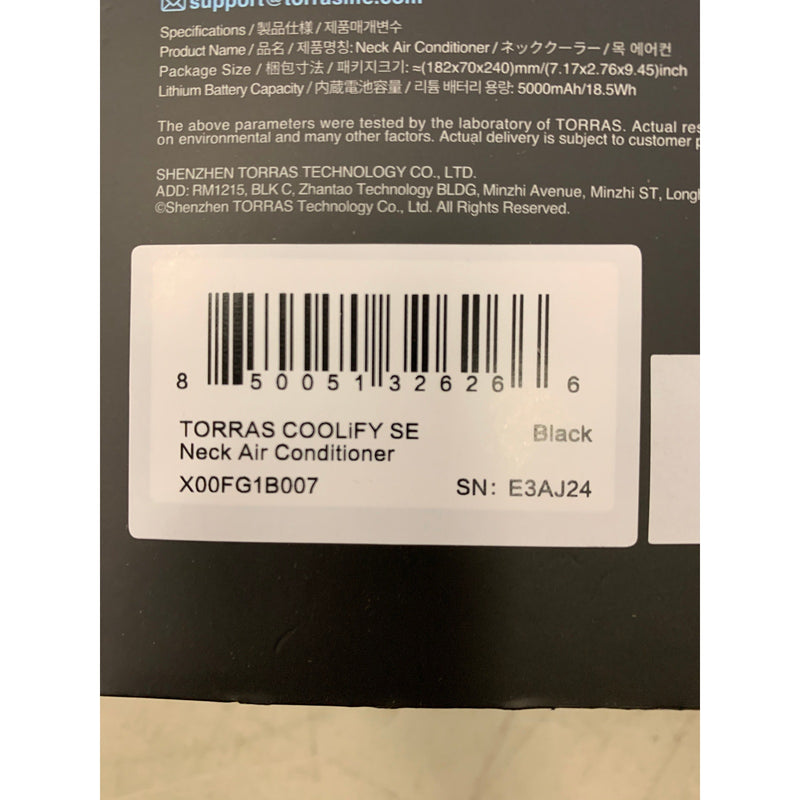 support@torraslife.com
Specifications / 製品仕様 / 제품매개변수
Product Name / 品名 / 제품명칭: Neck Air Conditioner / ネッククーラー / 목 에어컨
Package Size / 梱包寸法 / 패키지크기: ≈(182x70x240)mm/(7.17x2.76x9.45)inch
Lithium Battery Capacity / 内蔵電池容量 / 리튬 배터리 용량: 5000mAh/18.5Wh
The above parameters were tested by the laboratory of TORRAS. Actual
on environmental and many other factors. Actual delivery is subject to customer
SHENZHEN TORRAS TECHNOLOGY CO., LTD.
ADD: RM1215, BLK C, Zhantao Technology BLDG, Minzhi Avenue, Minzhi ST,
©Shenzhen TORRAS Technology Co., Ltd. All Rights Reserved.
8 50051 32626 6
TORRAS COOLiFY SE Black
Neck Air Conditioner
X00FG1B007 SN: E3AJ24